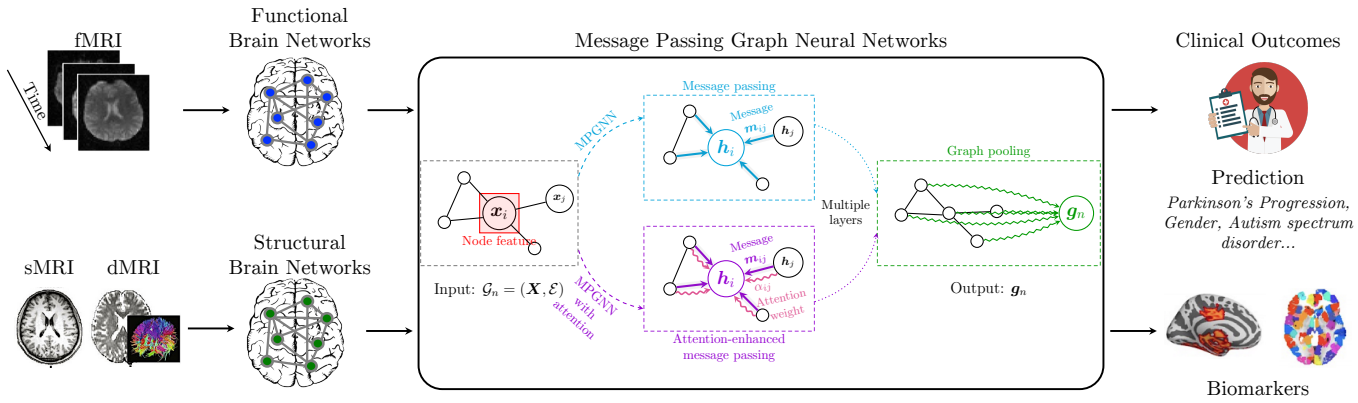 fMRI
Time
Functional
Brain Networks
sMRI
dMRI
Structural
Brain Networks
Message Passing Graph Neural Networks
x_i
x_j
Node feature
Input: 𝒢_n = (X, ℰ)
MPGNN
MPGNN
with attention
Message passing
Message
m_ij
h_j
h_i
Message
m_ij
h_j
h_i
α_ij
Attention
weight
Attention-enhanced
message passing
Multiple
layers
Graph pooling
g_n
Output: g_n
Clinical Outcomes
Prediction
Parkinson's Progression,
Gender, Autism spectrum
disorder...
Biomarkers